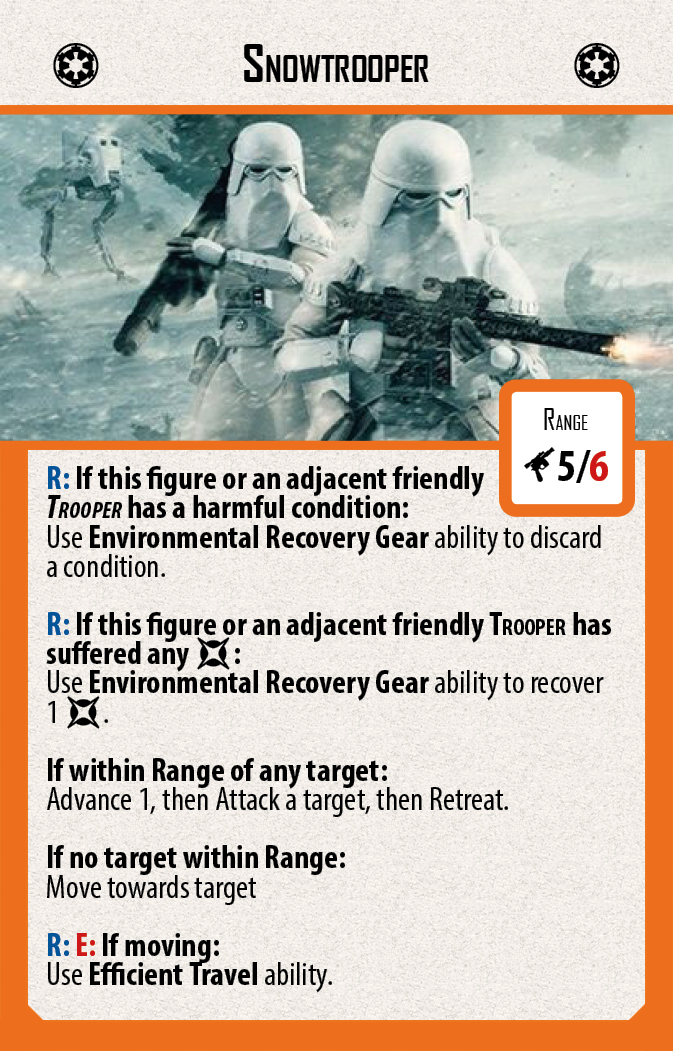 Snowtrooper
Range
5/6
R: If this figure or an adjacent friendly
Trooper has a harmful condition:
Use Environmental Recovery Gear ability to discard
a condition.
R: If this figure or an adjacent friendly Trooper has
suffered any :
Use Environmental Recovery Gear ability to recover
1 .
If within Range of any target:
Advance 1, then Attack a target, then Retreat.
If no target within Range:
Move towards target
R: E: If moving:
Use Efficient Travel ability.